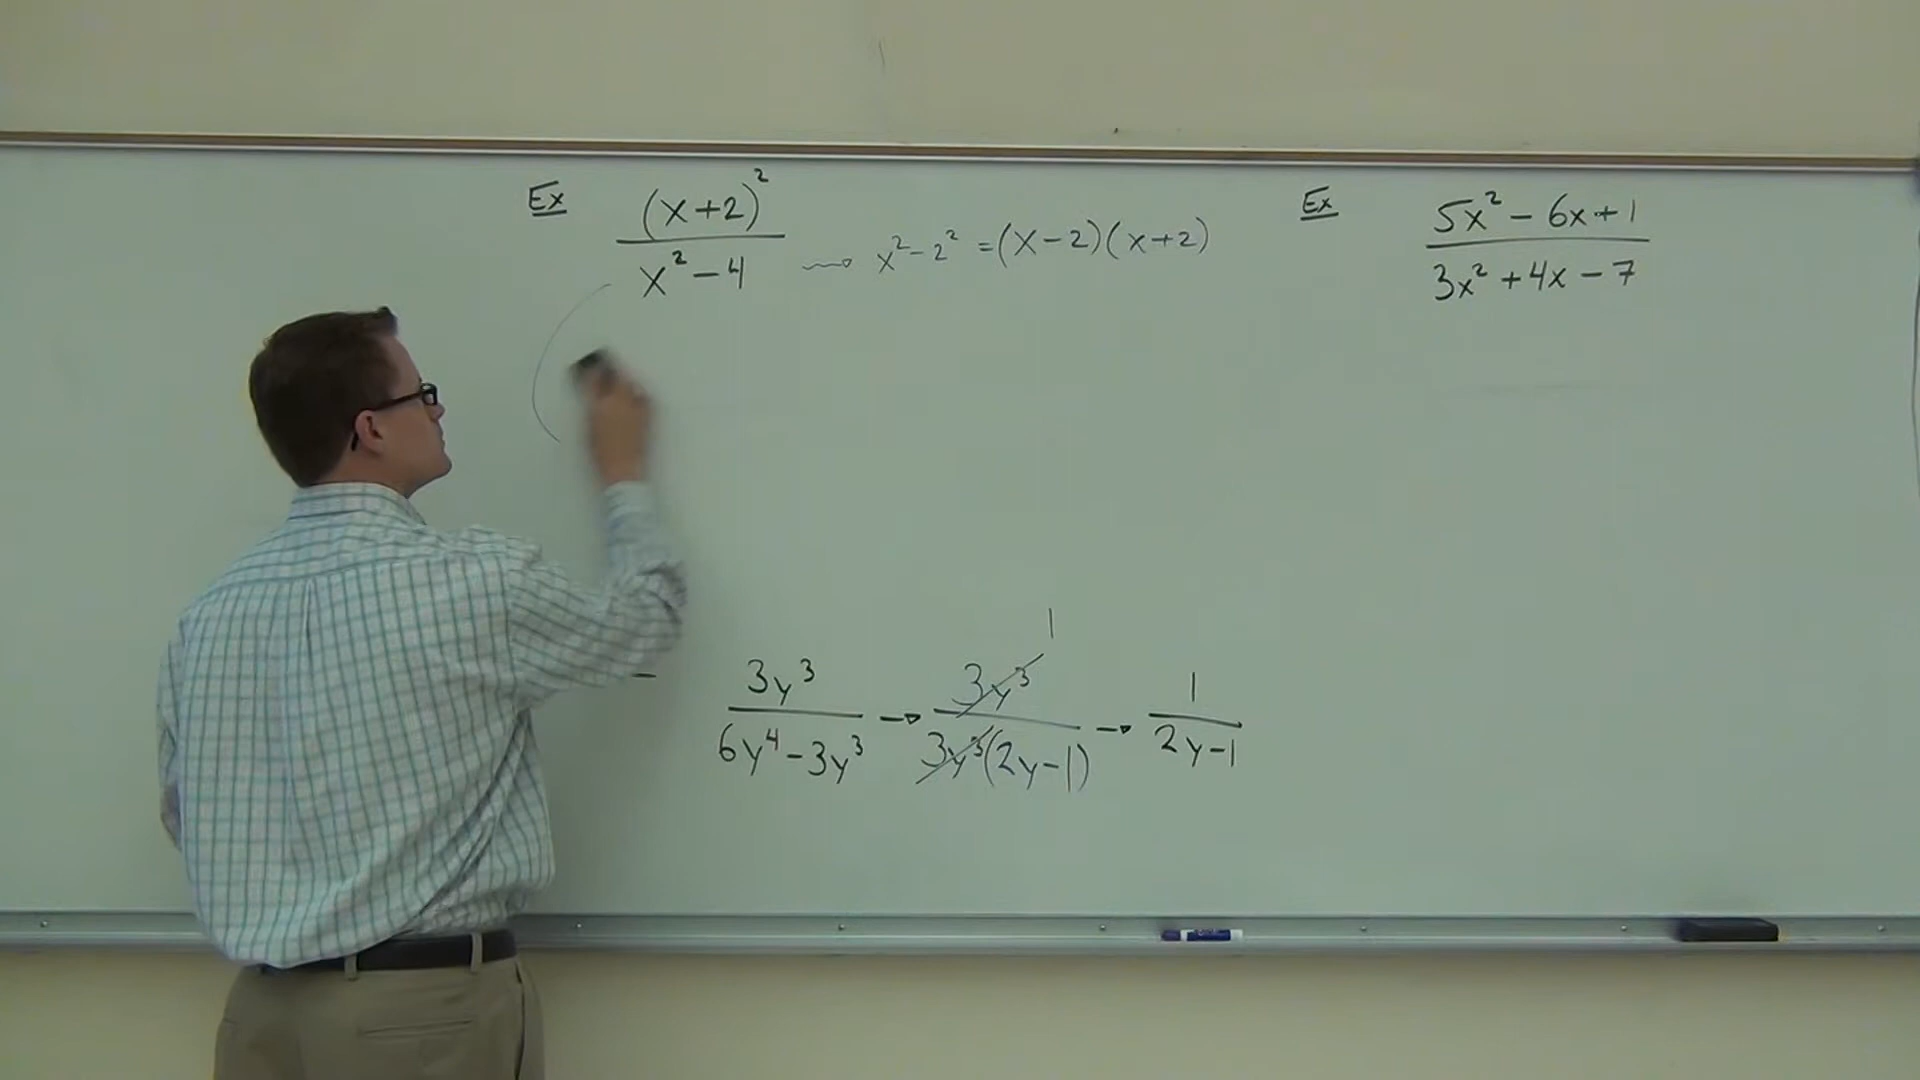 Ex (x+2)² / x² - 4 ⇝ x² - 2² = (x-2)(x+2)
Ex 5x² - 6x + 1 / 3x² + 4x - 7
3y³ / 6y⁴ - 3y³ → 3y³ 1 / 3y³(2y-1) → 1 / 2y-1